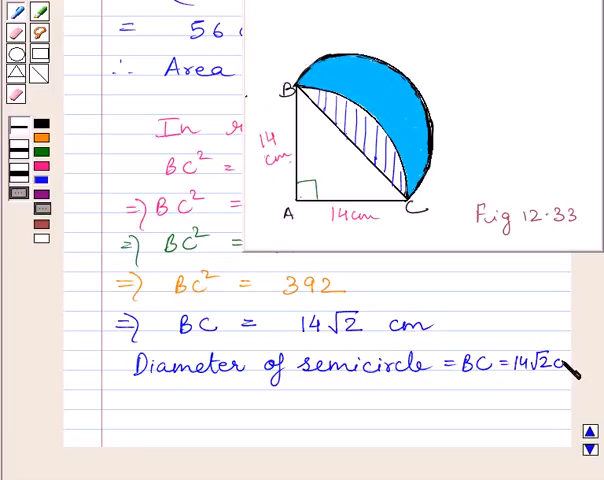 =    56
∴ Area
In
BC² =
⇒ BC² =
⇒ BC² =
⇒ BC² = 392
⇒ BC = 14√2 cm
Diameter of semicircle = BC = 14√2 c
B
14
cm
A
14cm
C
Fig 12.33